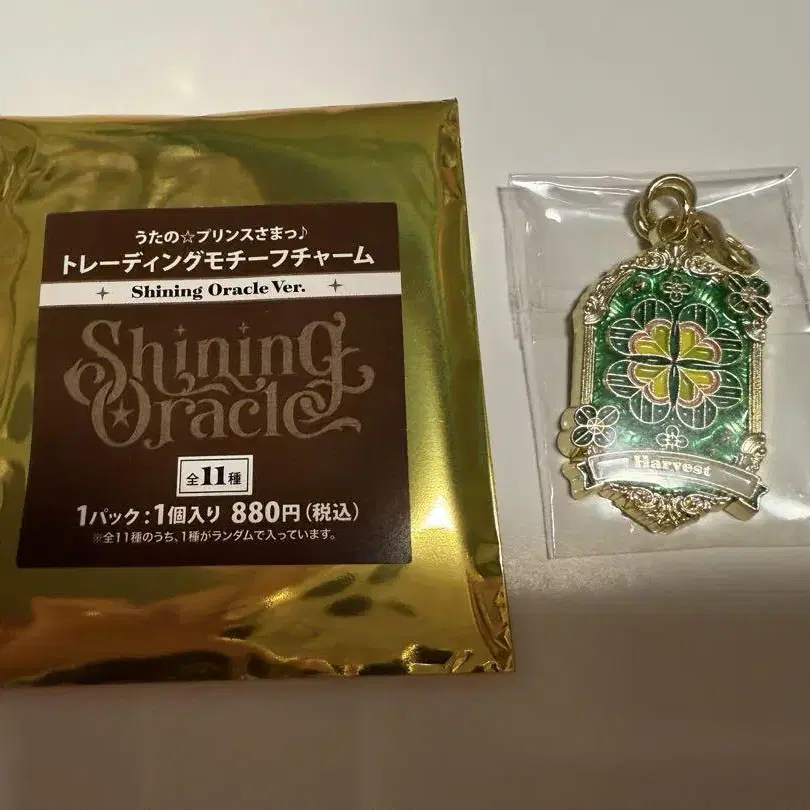 うたの☆プリンスさまっ♪
トレーディングモチーフチャーム
Shining Oracle Ver.
Shining
Oracle
全11種
1パック:1個入り 880円(税込)
※全11種のうち、1種がランダムで入っています。
Harvest